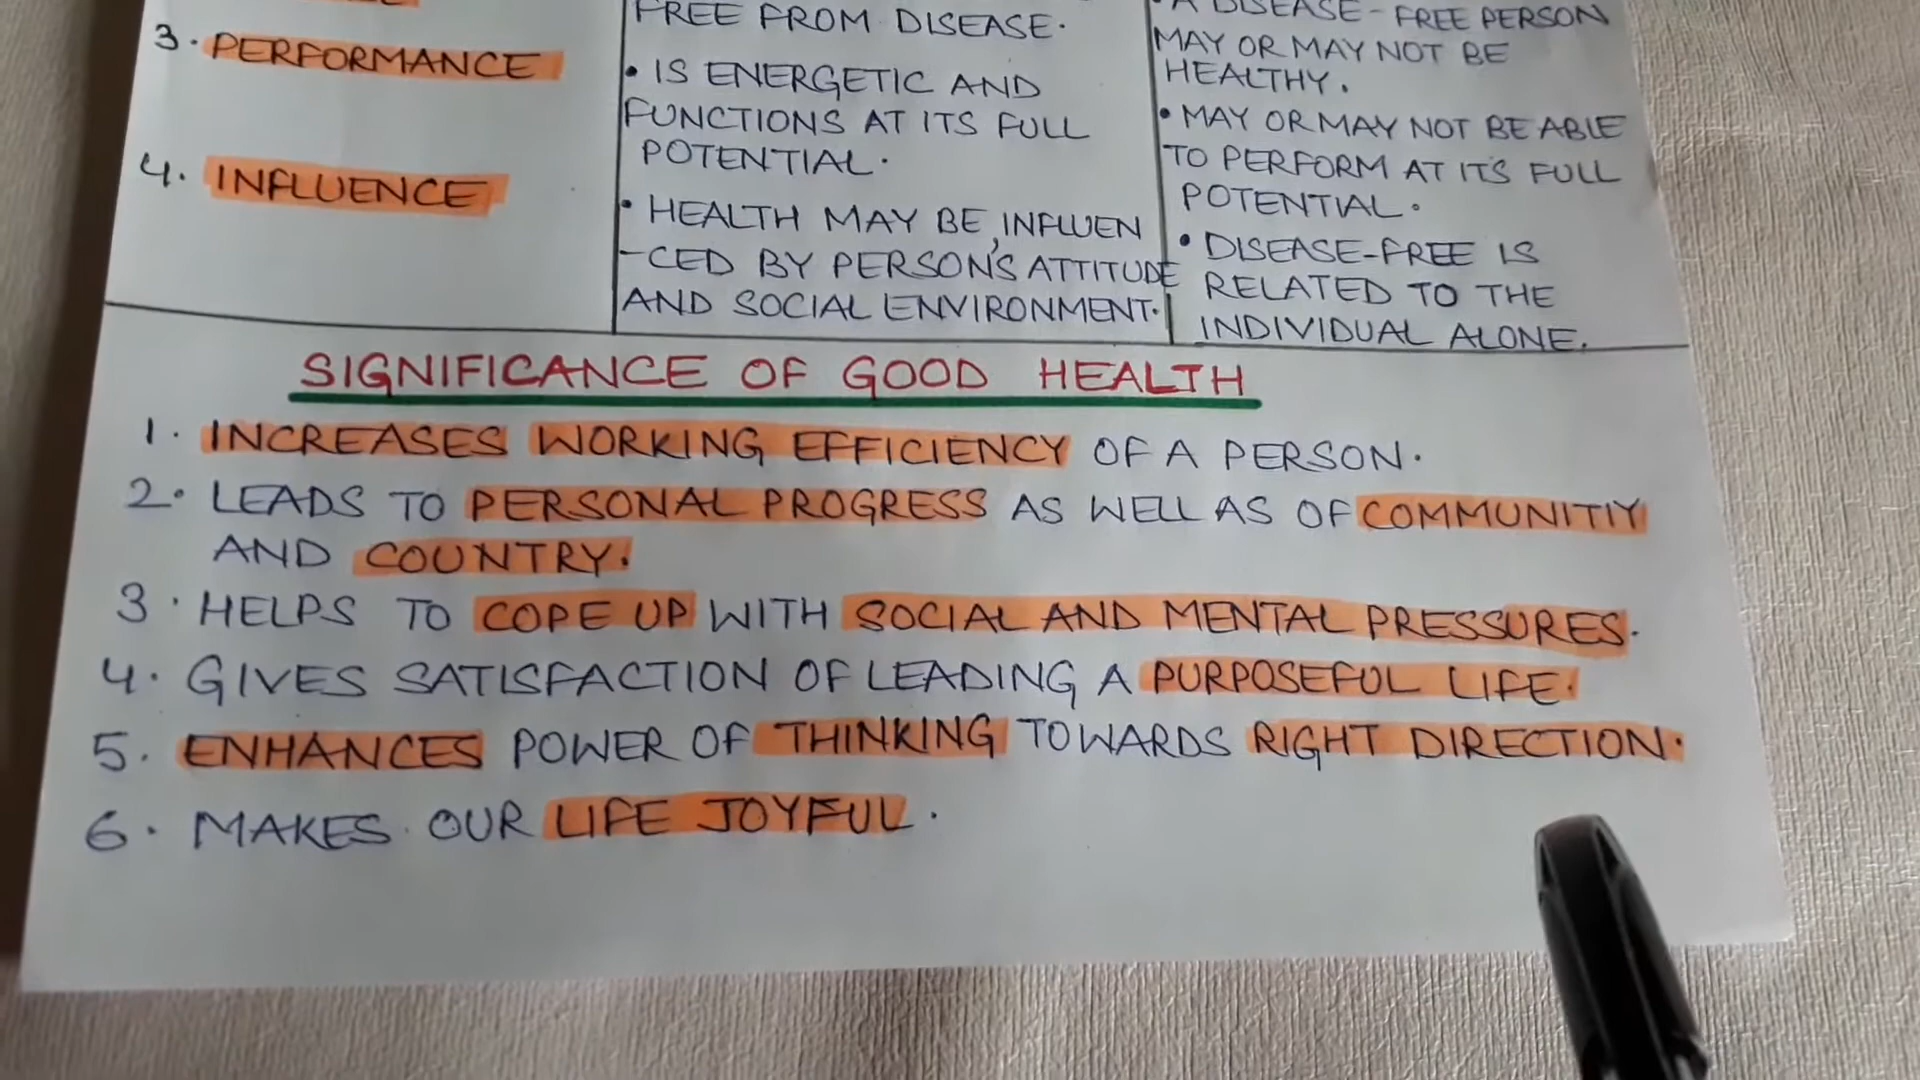 3. PERFORMANCE
4. INFLUENCE
FREE FROM DISEASE.
• IS ENERGETIC AND
FUNCTIONS AT ITS FULL
POTENTIAL.
• HEALTH MAY BE INFLUEN
-CED BY PERSON'S ATTITUDE
AND SOCIAL ENVIRONMENT.
• A DISEASE-FREE PERSON
MAY OR MAY NOT BE
HEALTHY.
• MAY OR MAY NOT BE ABLE
TO PERFORM AT IT'S FULL
POTENTIAL.
• DISEASE-FREE IS
RELATED TO THE
INDIVIDUAL ALONE.
SIGNIFICANCE OF GOOD HEALTH
1. INCREASES WORKING EFFICIENCY OF A PERSON.
2. LEADS TO PERSONAL PROGRESS AS WELL AS OF COMMUNITIY
AND COUNTRY.
3. HELPS TO COPE UP WITH SOCIAL AND MENTAL PRESSURES.
4. GIVES SATISFACTION OF LEADING A PURPOSEFUL LIFE.
5. ENHANCES POWER OF THINKING TOWARDS RIGHT DIRECTION.
6. MAKES OUR LIFE JOYFUL.